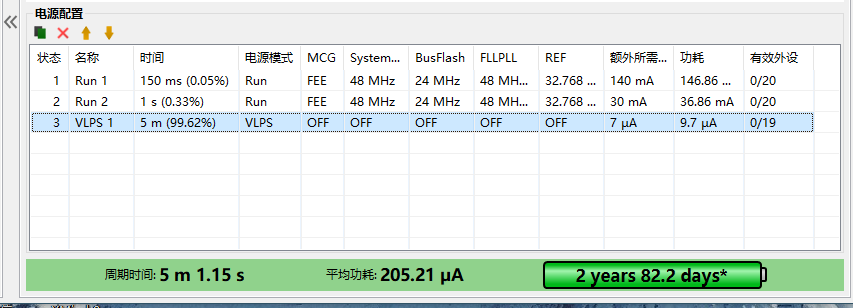 电源配置
状态 名称 时间 电源模式 MCG System... BusFlash FLLPLL REF 额外所需... 功耗 有效外设
1 Run 1 150 ms (0.05%) Run FEE 48 MHz 24 MHz 48 MH... 32.768 ... 140 mA 146.86 ... 0/20
2 Run 2 1 s (0.33%) Run FEE 48 MHz 24 MHz 48 MH... 32.768 ... 30 mA 36.86 mA 0/20
3 VLPS 1 5 m (99.62%) VLPS OFF OFF OFF OFF OFF 7 µA 9.7 µA 0/19
周期时间: 5 m 1.15 s 平均功耗: 205.21 µA 2 years 82.2 days*